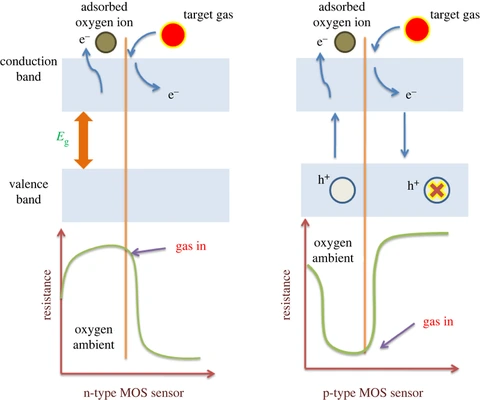 adsorbed
oxygen ion
target gas
e−
conduction
band
e−
Eg
valence
band
resistance
gas in
oxygen
ambient
n-type MOS sensor
adsorbed
oxygen ion
target gas
e−
e−
h+
h+
oxygen
ambient
resistance
gas in
p-type MOS sensor